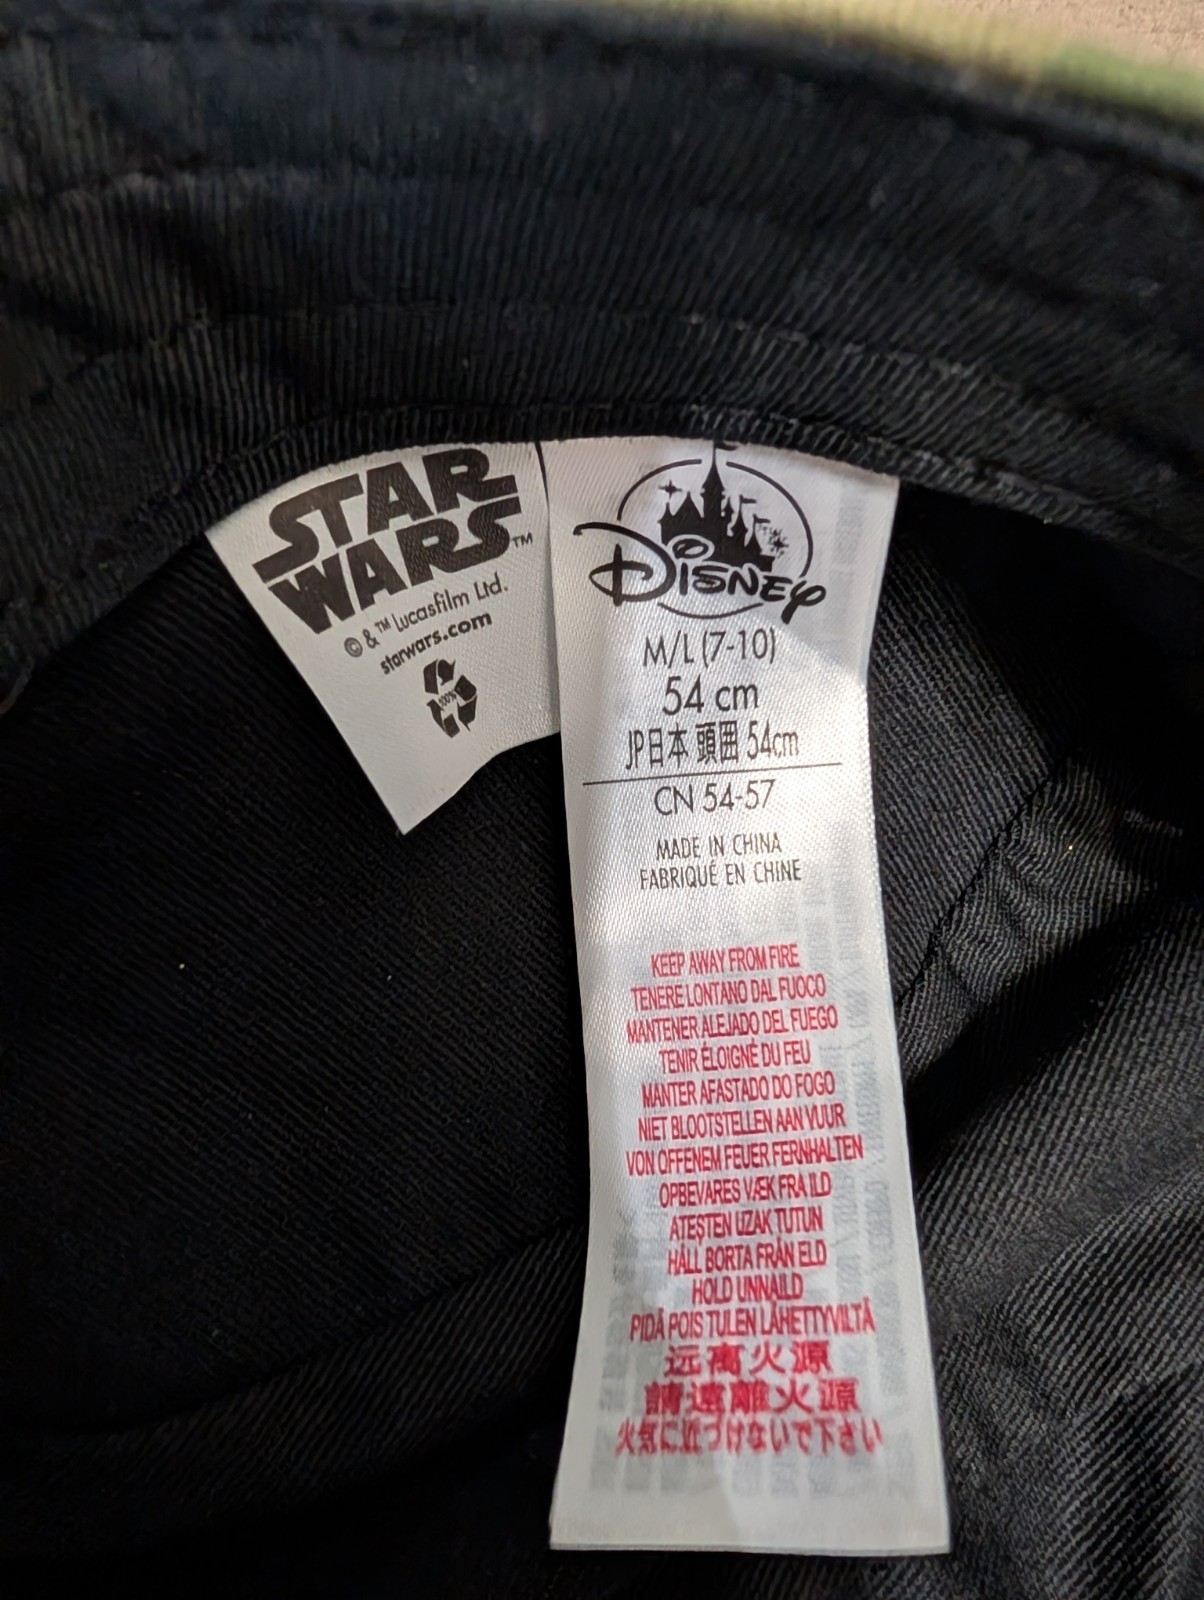 STAR
WARS™
© & ™ Lucasfilm Ltd.
starwars.com
100%
Disney
M/L (7-10)
54 cm
JP日本 頭囲 54cm
CN 54-57
MADE IN CHINA
FABRIQUÉ EN CHINE
KEEP AWAY FROM FIRE
TENERE LONTANO DAL FUOCO
MANTENER ALEJADO DEL FUEGO
TENIR ÉLOIGNÉ DU FEU
MANTER AFASTADO DO FOGO
NIET BLOOTSTELLEN AAN VUUR
VON OFFENEM FEUER FERNHALTEN
OPBEVARES VÆK FRA ILD
ATEŞTEN UZAK TUTUN
HÅLL BORTA FRÅN ELD
HOLD UNNA ILD
PIDÄ POIS TULEN LÄHETTYVILTÄ
远离火源
請遠離火源
火気に近づけないで下さい